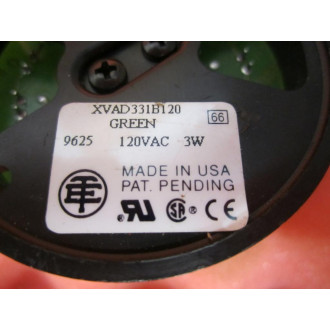 XVAD331B120
GREEN 66
9625 120VAC 3W
MADE IN USA
PAT. PENDING